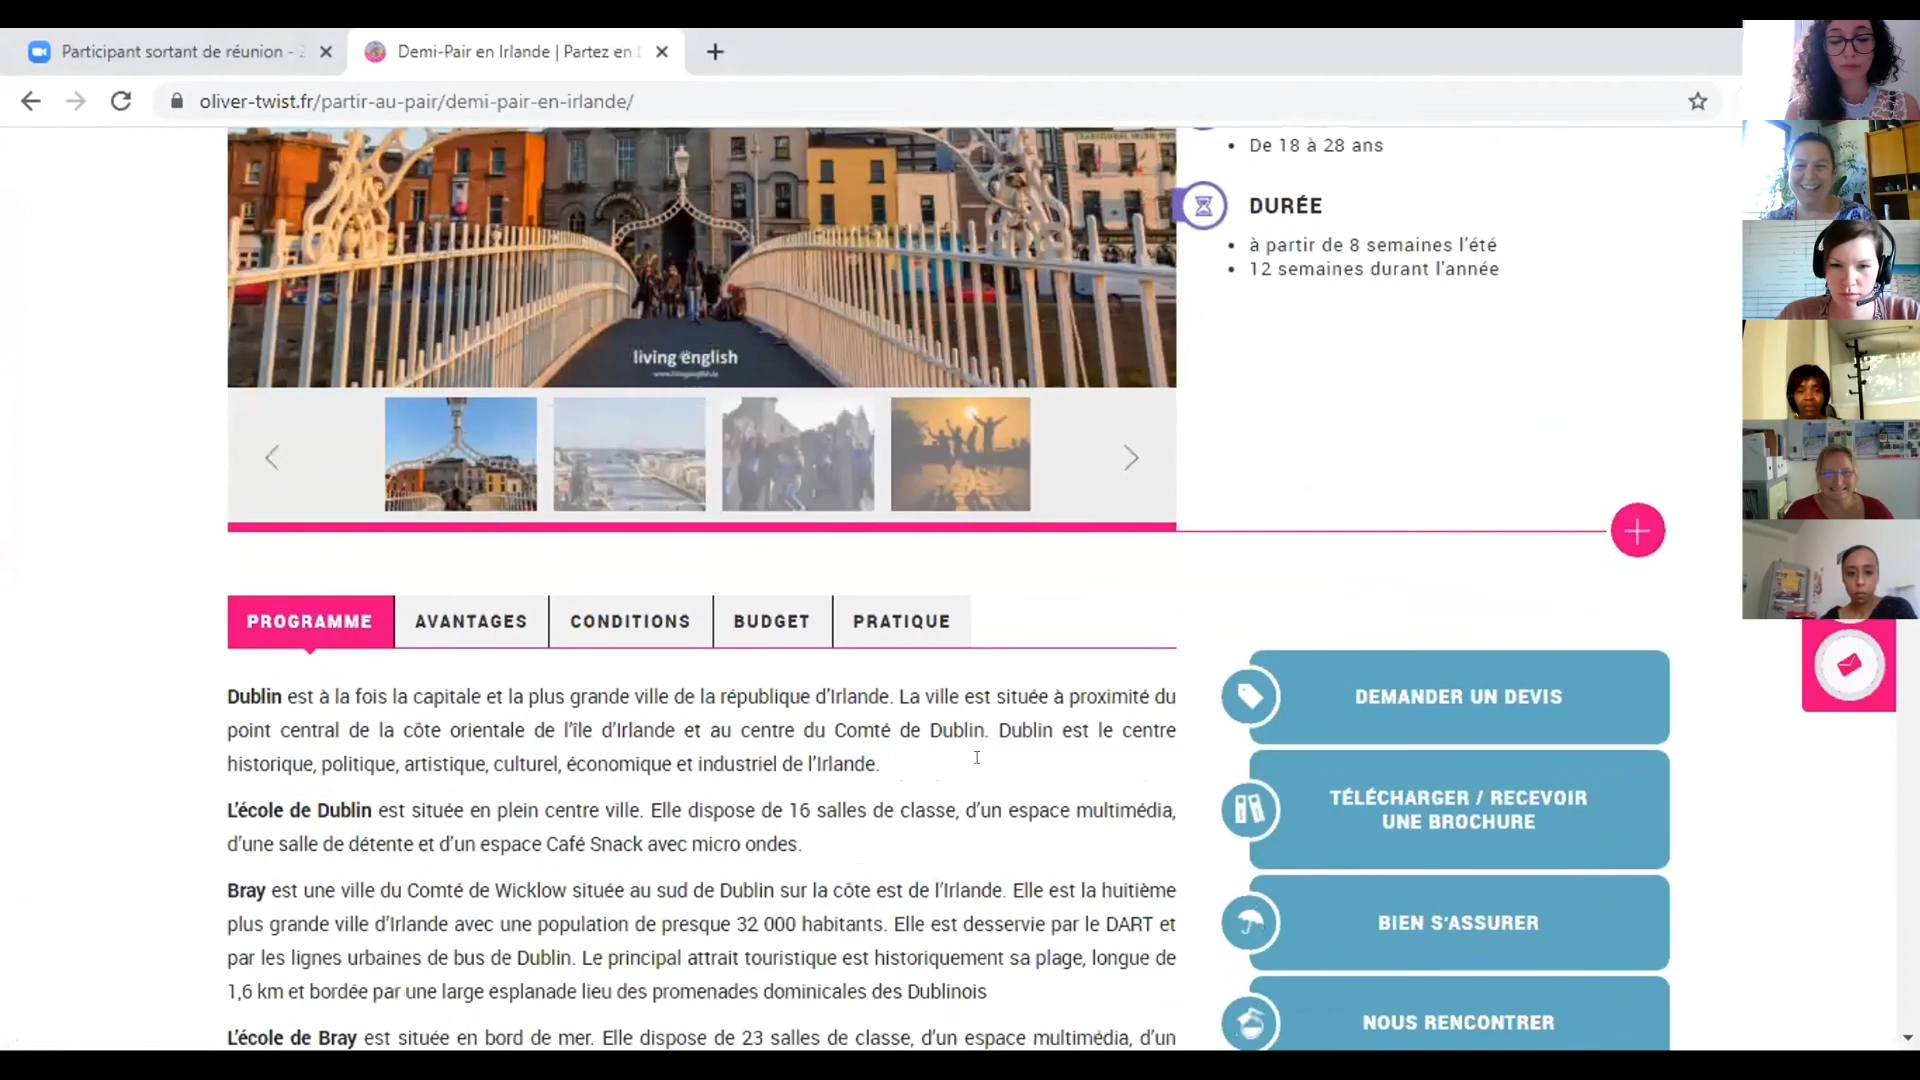 Participant sortant de réunion -
Demi-Pair en Irlande | Partez en
oliver-twist.fr/partir-au-pair/demi-pair-en-irlande/
De 18 à 28 ans
DURÉE
à partir de 8 semaines l'été
12 semaines durant l'année
living english
PROGRAMME
AVANTAGES
CONDITIONS
BUDGET
PRATIQUE
Dublin est à la fois la capitale et la plus grande ville de la république d'Irlande. La ville est située à proximité du
point central de la côte orientale de l'île d'Irlande et au centre du Comté de Dublin. Dublin est le centre
historique, politique, artistique, culturel, économique et industriel de l'Irlande.
L'école de Dublin est située en plein centre ville. Elle dispose de 16 salles de classe, d'un espace multimédia,
d'une salle de détente et d'un espace Café Snack avec micro ondes.
Bray est une ville du Comté de Wicklow située au sud de Dublin sur la côte est de l'Irlande. Elle est la huitième
plus grande ville d'Irlande avec une population de presque 32 000 habitants. Elle est desservie par le DART et
par les lignes urbaines de bus de Dublin. Le principal attrait touristique est historiquement sa plage, longue de
1,6 km et bordée par une large esplanade lieu des promenades dominicales des Dublinois
L'école de Bray est située en bord de mer. Elle dispose de 23 salles de classe, d'un espace multimédia, d'un
DEMANDER UN DEVIS
TÉLÉCHARGER / RECEVOIR
UNE BROCHURE
BIEN S'ASSURER
NOUS RENCONTRER